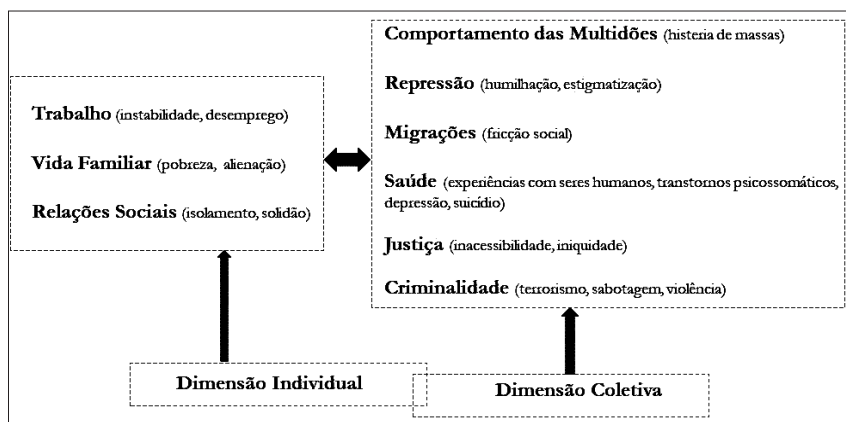 Trabalho (instabilidade, desemprego)
Vida Familiar (pobreza, alienação)
Relações Sociais (isolamento, solidão)
Comportamento das Multidões (histeria de massas)
Repressão (humilhação, estigmatização)
Migrações (fricção social)
Saúde (experiências com seres humanos, transtornos psicossomáticos,
depressão, suicídio)
Justiça (inacessibilidade, iniquidade)
Criminalidade (terrorismo, sabotagem, violência)
Dimensão Individual
Dimensão Coletiva